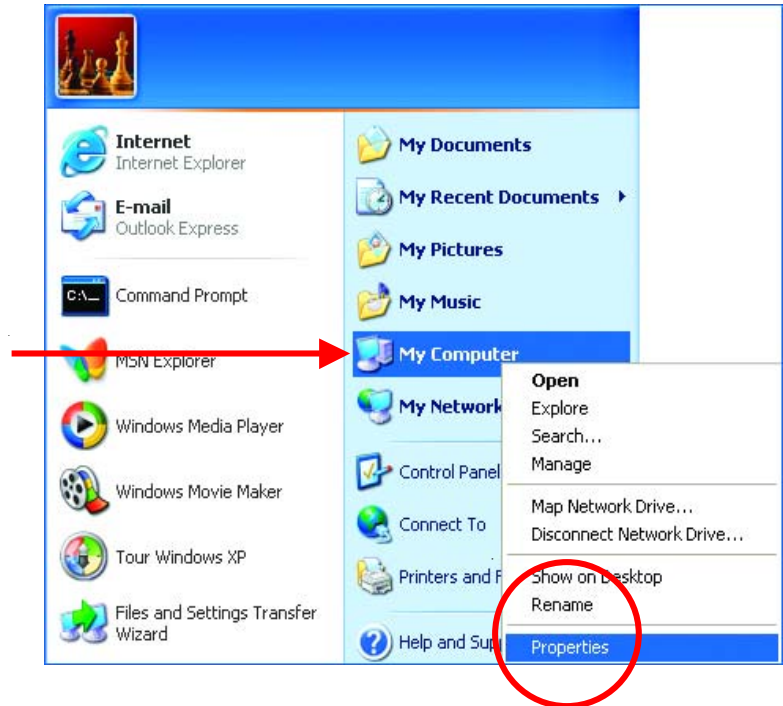 Internet
Internet Explorer
E-mail
Outlook Express
C:\_
Command Prompt
MSN Explorer
Windows Media Player
Windows Movie Maker
Tour Windows XP
Files and Settings Transfer
Wizard
My Documents
My Recent Documents
My Pictures
My Music
My Computer
My Network
Control Panel
Connect To
Printers and F
Help and Sup
Open
Explore
Search...
Manage
Map Network Drive...
Disconnect Network Drive...
Show on Desktop
Rename
Properties